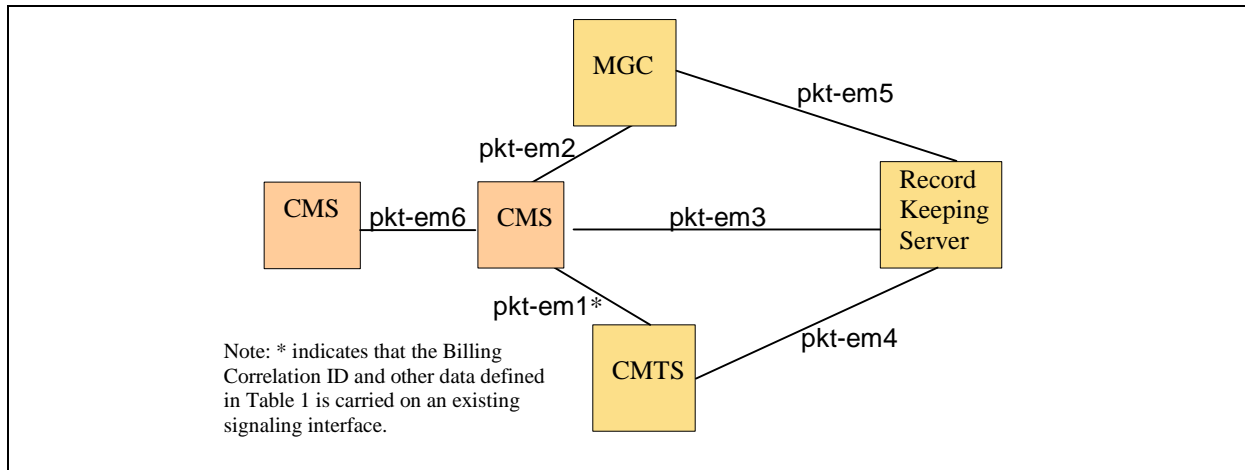 MGC
pkt-em5
pkt-em2
Record
Keeping
Server
CMS
pkt-em6
CMS
pkt-em3
pkt-em1*
pkt-em4
CMTS
Note: * indicates that the Billing
Correlation ID and other data defined
in Table 1 is carried on an existing
signaling interface.